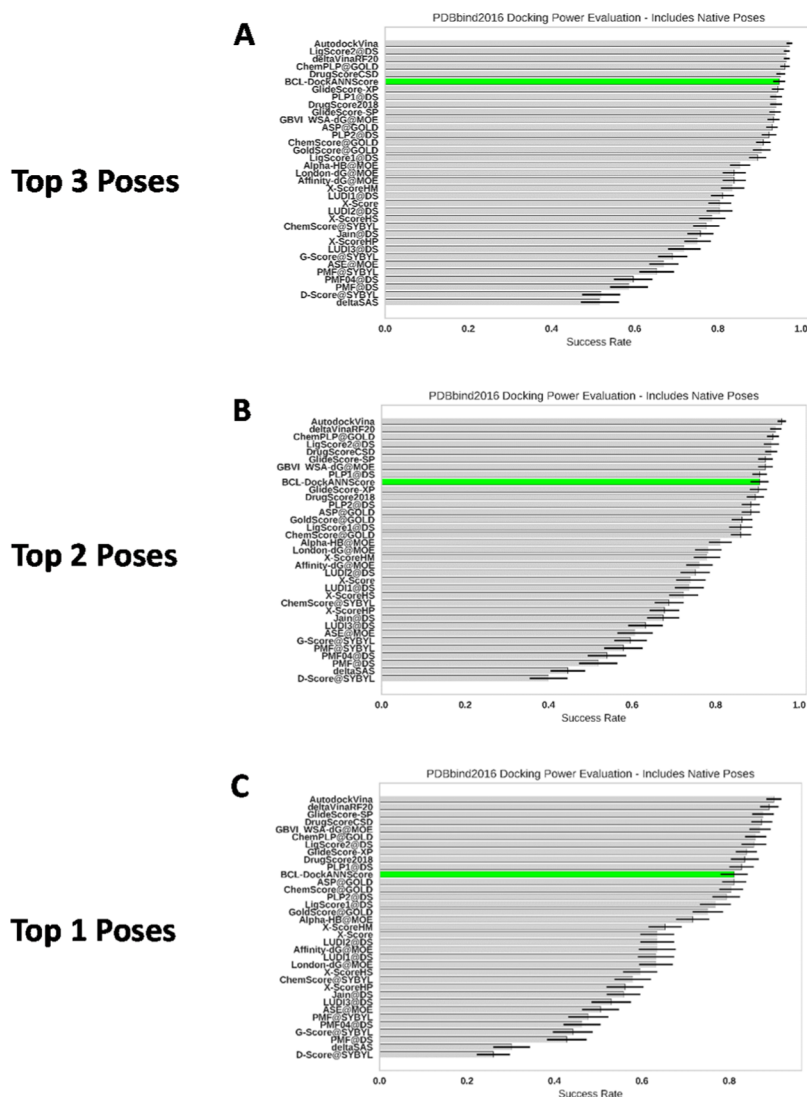 A
PDBbind2016 Docking Power Evaluation - Includes Native Poses
AutodockVina
LigScore2@DS
deltaVinaRF20
ChemPLP@GOLD
DrugScoreCSD
BCL-DockANNScore
GlideScore-XP
PLP1@DS
DrugScore2018
GlideScore-SP
GBVI_WSA-dG@MOE
ASP@GOLD
PLP2@DS
ChemScore@GOLD
GoldScore@GOLD
LigScore1@DS
Alpha-HB@MOE
London-dG@MOE
Affinity-dG@MOE
X-ScoreHM
LUDI1@DS
X-Score
LUDI2@DS
X-ScoreHS
ChemScore@SYBYL
Jain@DS
X-ScoreHP
LUDI3@DS
G-Score@SYBYL
ASE@MOE
PMF@SYBYL
PMF04@DS
PMF@DS
D-Score@SYBYL
deltaSAS
0.0 0.2 0.4 0.6 0.8 1.0
Success Rate
Top 3 Poses
B
PDBbind2016 Docking Power Evaluation - Includes Native Poses
AutodockVina
deltaVinaRF20
ChemPLP@GOLD
LigScore2@DS
DrugScoreCSD
GlideScore-SP
GBVI_WSA-dG@MOE
PLP1@DS
BCL-DockANNScore
GlideScore-XP
DrugScore2018
PLP2@DS
ASP@GOLD
GoldScore@GOLD
LigScore1@DS
ChemScore@GOLD
Alpha-HB@MOE
London-dG@MOE
X-ScoreHM
Affinity-dG@MOE
LUDI2@DS
X-Score
LUDI1@DS
X-ScoreHS
ChemScore@SYBYL
X-ScoreHP
Jain@DS
LUDI3@DS
ASE@MOE
G-Score@SYBYL
PMF@SYBYL
PMF04@DS
PMF@DS
deltaSAS
D-Score@SYBYL
0.0 0.2 0.4 0.6 0.8 1.0
Success Rate
Top 2 Poses
C
PDBbind2016 Docking Power Evaluation - Includes Native Poses
AutodockVina
deltaVinaRF20
GlideScore-SP
DrugScoreCSD
GBVI_WSA-dG@MOE
ChemPLP@GOLD
LigScore2@DS
GlideScore-XP
DrugScore2018
PLP1@DS
BCL-DockANNScore
ASP@GOLD
ChemScore@GOLD
PLP2@DS
LigScore1@DS
GoldScore@GOLD
Alpha-HB@MOE
X-ScoreHM
X-Score
LUDI2@DS
Affinity-dG@MOE
LUDI1@DS
London-dG@MOE
X-ScoreHS
ChemScore@SYBYL
X-ScoreHP
Jain@DS
LUDI3@DS
ASE@MOE
PMF@SYBYL
PMF04@DS
G-Score@SYBYL
PMF@DS
deltaSAS
D-Score@SYBYL
0.0 0.2 0.4 0.6 0.8
Success Rate
Top 1 Poses